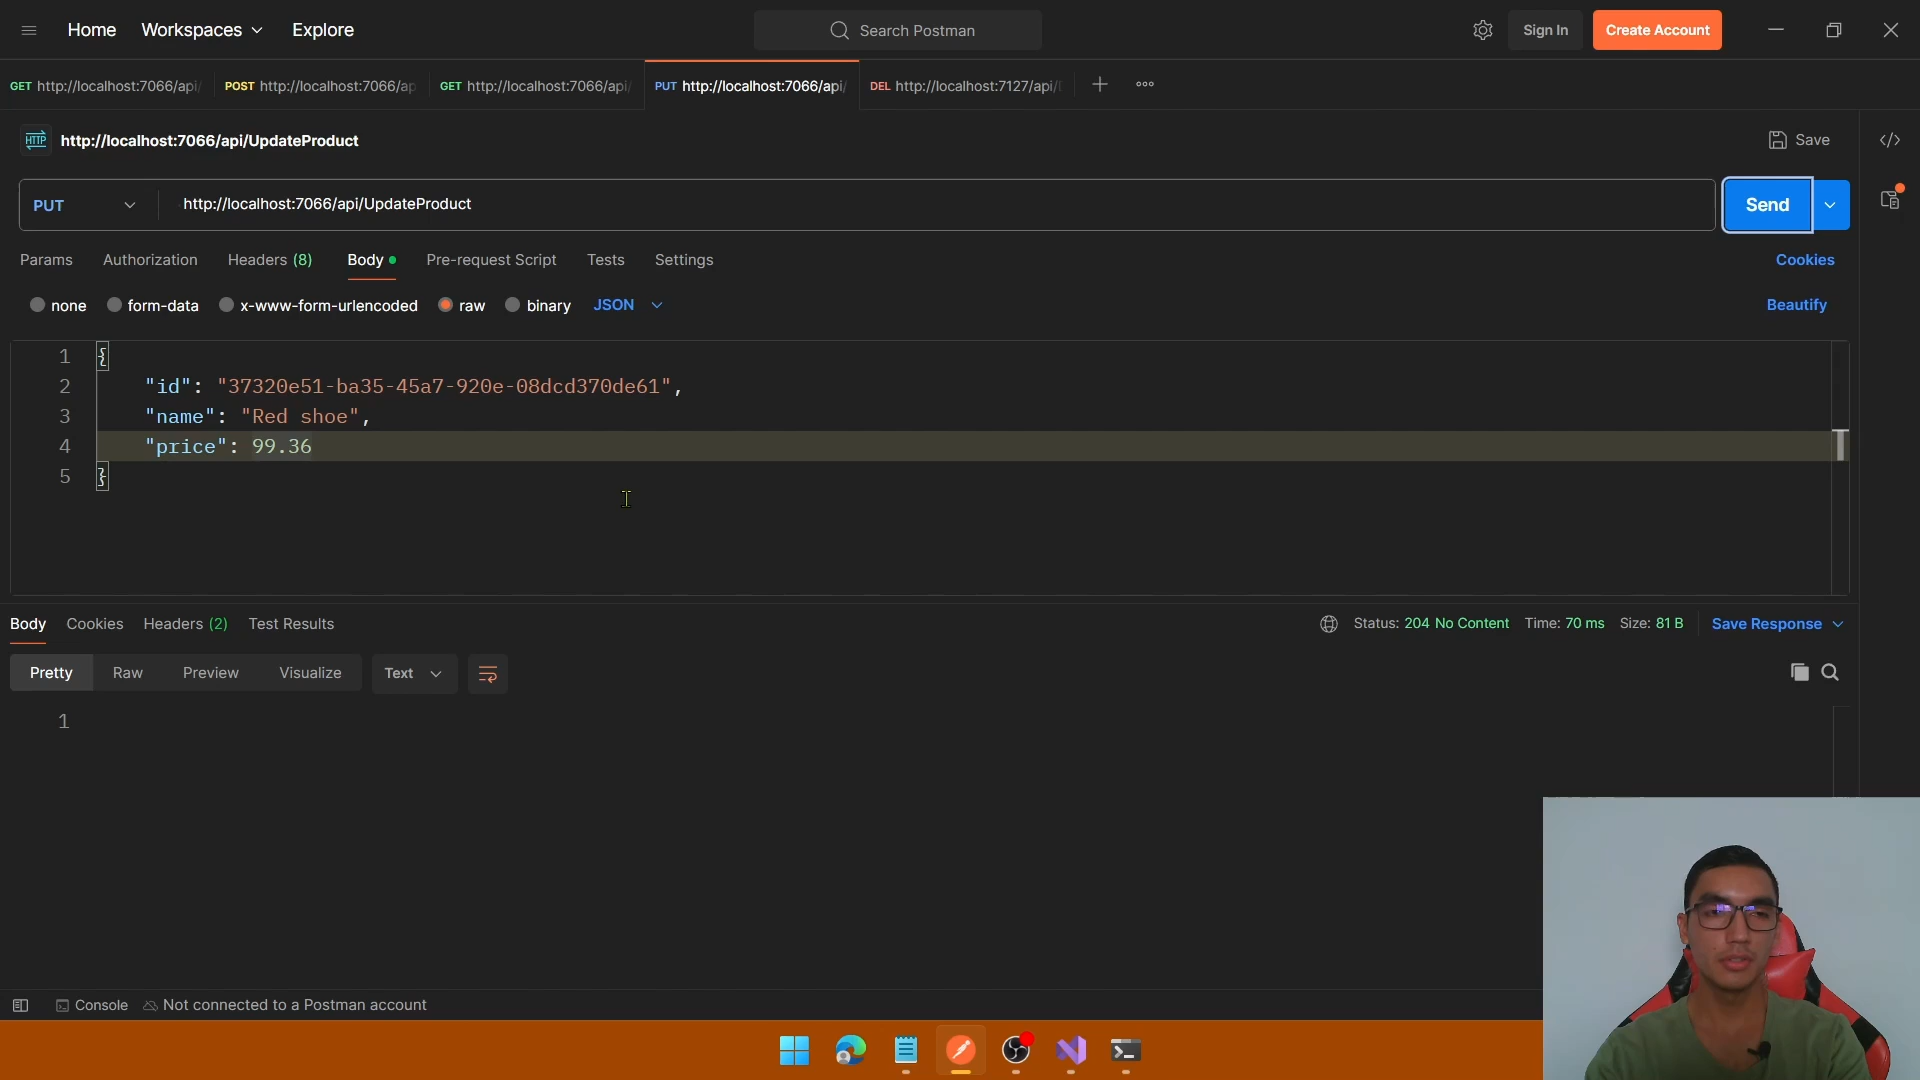 Home Workspaces Explore Search Postman Sign In Create Account
GET http://localhost:7066/api/ POST http://localhost:7066/ap GET http://localhost:7066/api/ PUT http://localhost:7066/api/ DEL http://localhost:7127/api/
HTTP http://localhost:7066/api/UpdateProduct Save
PUT http://localhost:7066/api/UpdateProduct Send
Params Authorization Headers (8) Body Pre-request Script Tests Settings Cookies
none form-data x-www-form-urlencoded raw binary JSON Beautify
1 {
2 "id": "37320e51-ba35-45a7-920e-08dcd370de61",
3 "name": "Red shoe",
4 "price": 99.36
5 }
Body Cookies Headers (2) Test Results Status: 204 No Content Time: 70 ms Size: 81 B Save Response
Pretty Raw Preview Visualize Text
1
Console Not connected to a Postman account